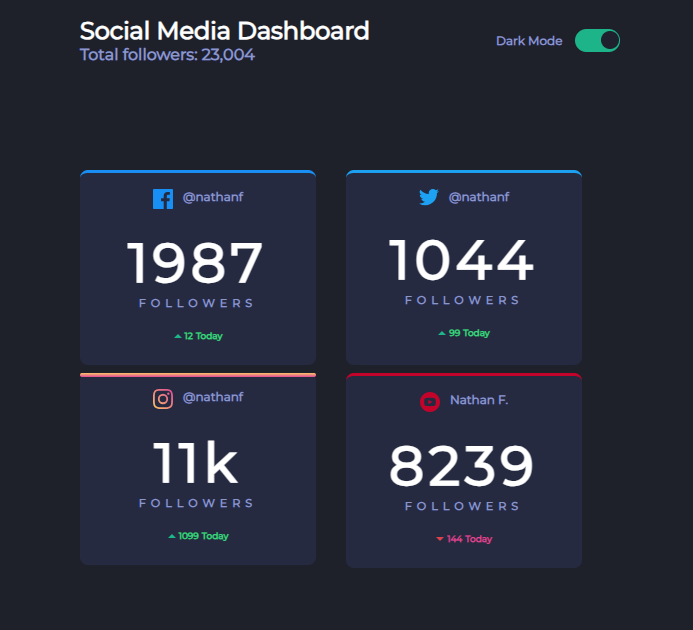 Social Media Dashboard
Total followers: 23,004
Dark Mode
@nathanf
1987
FOLLOWERS
12 Today
@nathanf
1044
FOLLOWERS
99 Today
@nathanf
11k
FOLLOWERS
1099 Today
Nathan F.
8239
FOLLOWERS
144 Today